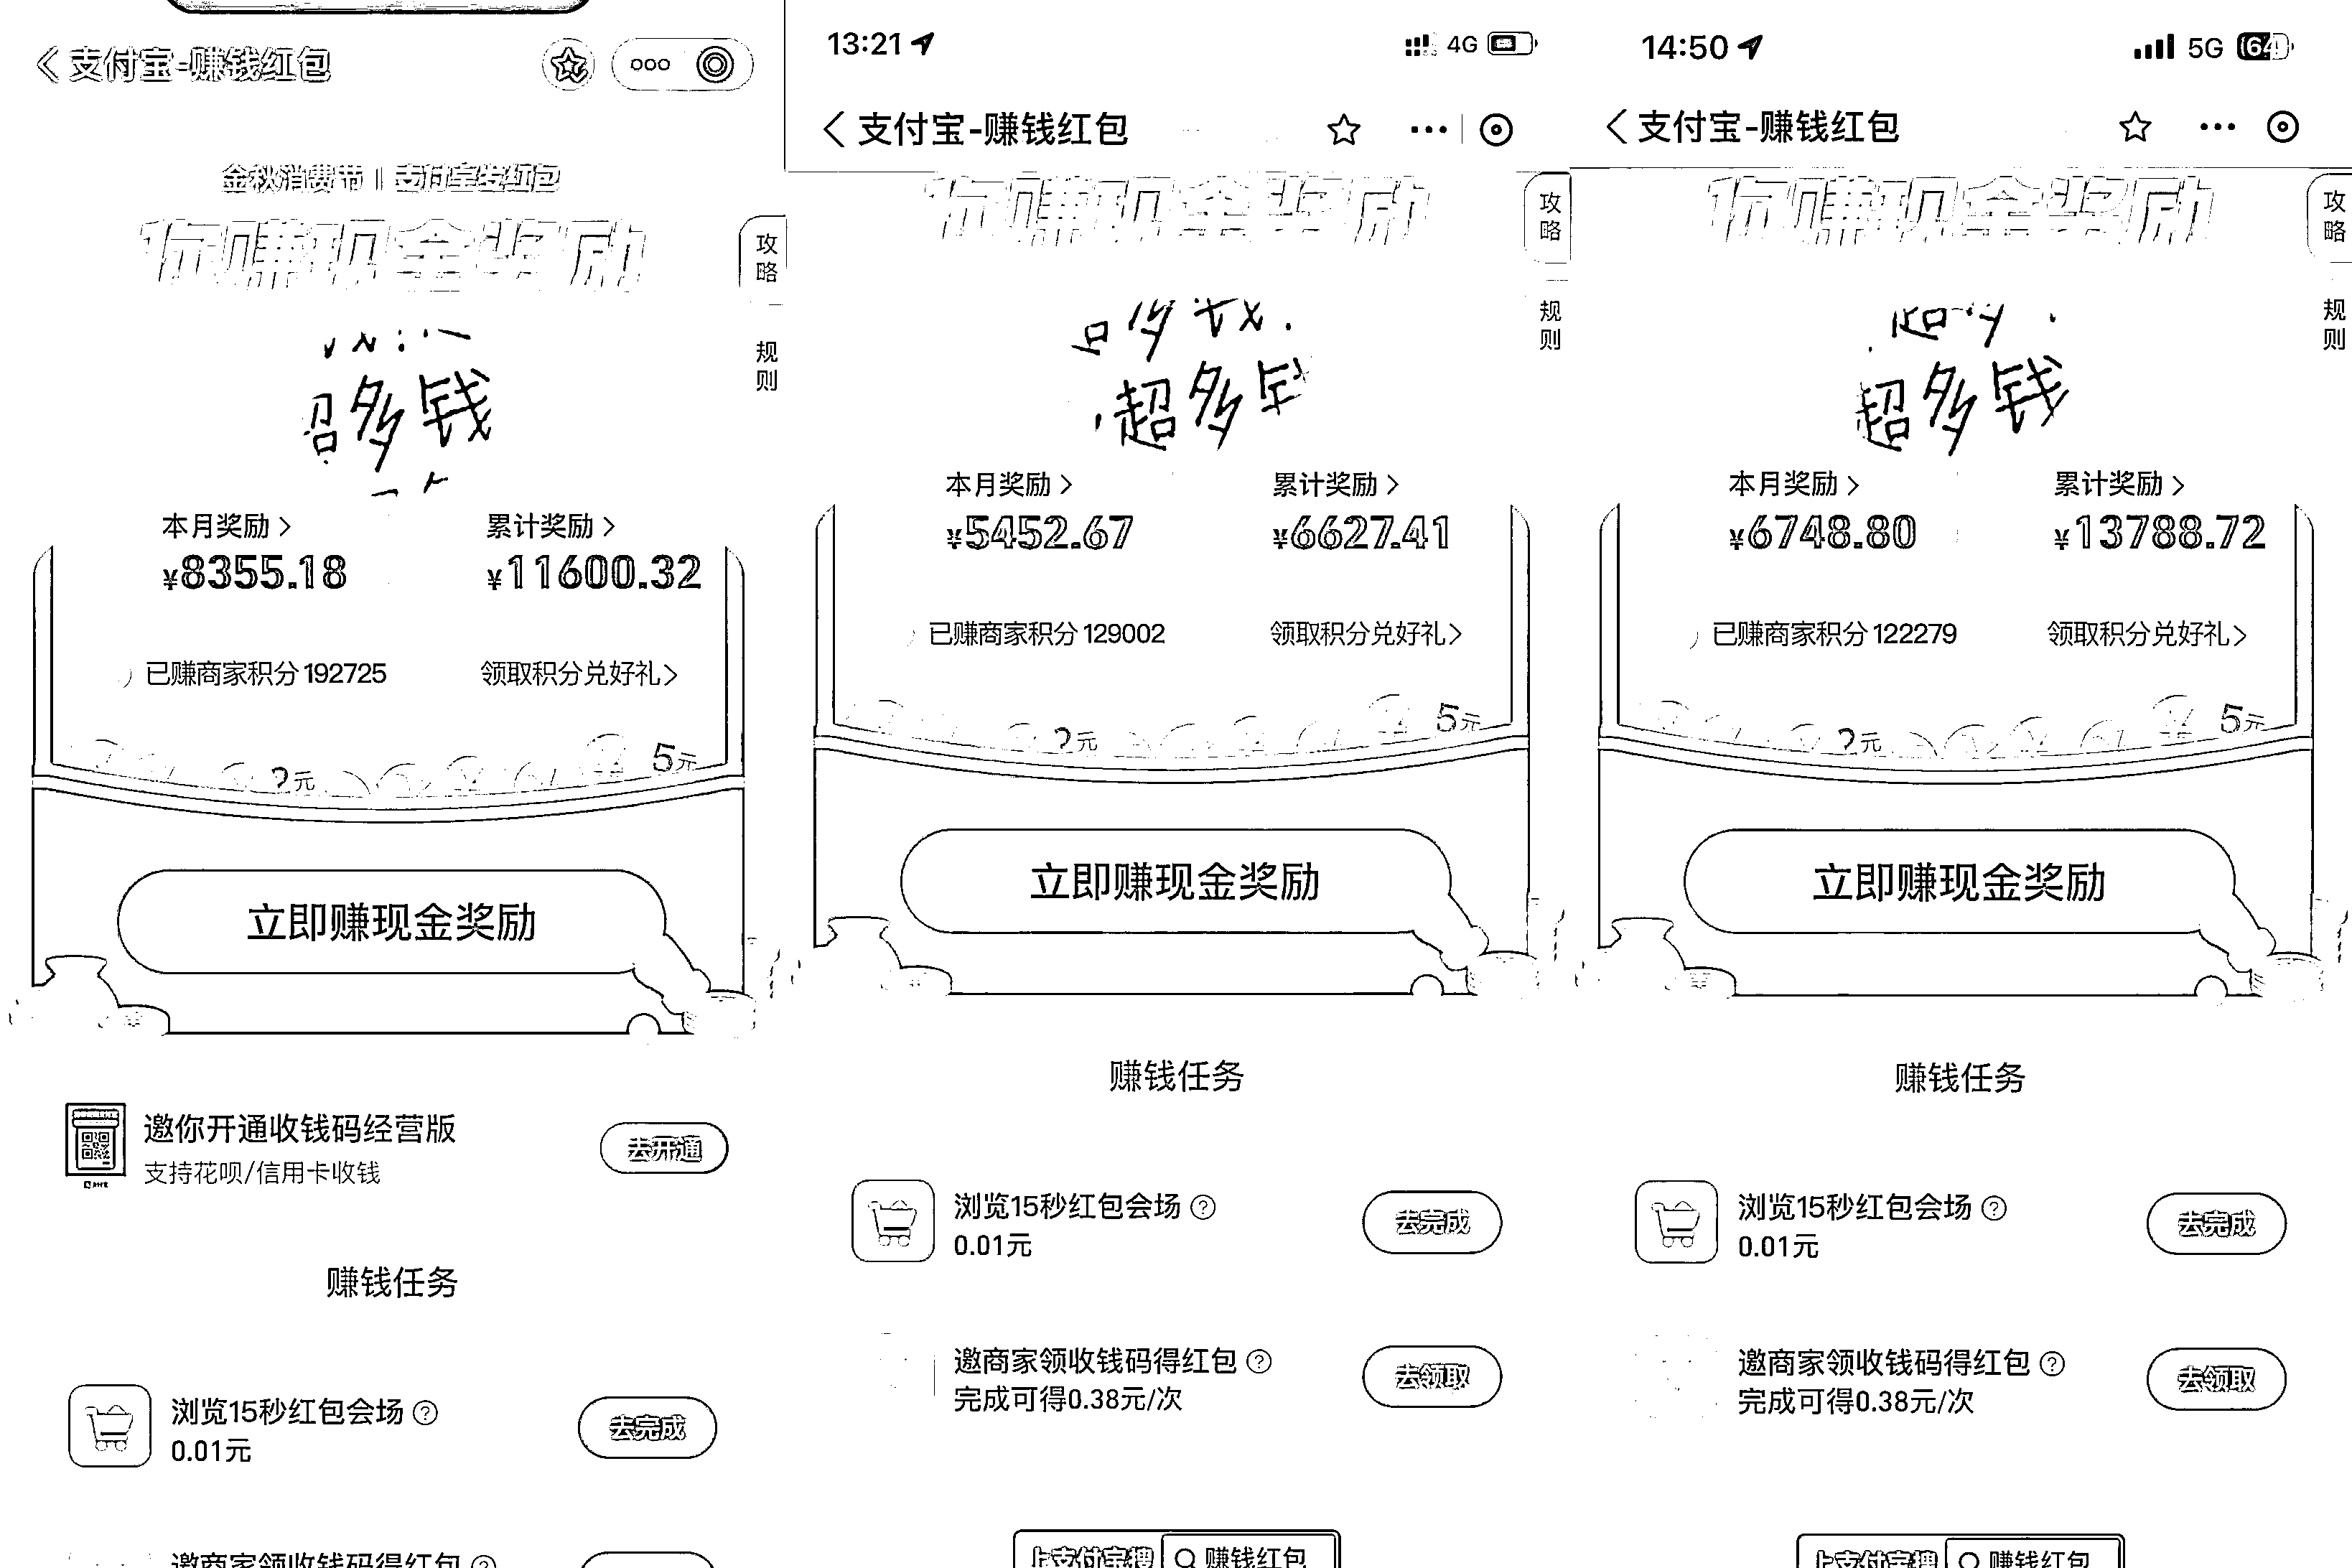 支付宝-赚钱红包
金秋消费节 | 支付宝发红包
你赚现金奖励
攻略
规则
超多钱
本月奖励 > 累计奖励 >
¥8355.18 ¥11600.32
已赚商家积分 192725 领取积分兑好礼>
5元
立即赚现金奖励
邀你开通收钱码经营版
支持花呗/信用卡收钱
去开通
赚钱任务
浏览15秒红包会场
0.01元
去完成
邀商家领收钱码得红包
13:21 4G
支付宝-赚钱红包
你赚现金奖励
攻略
规则
超多钱
本月奖励 > 累计奖励 >
¥5452.67 ¥6627.41
已赚商家积分 129002 领取积分兑好礼>
5元
立即赚现金奖励
赚钱任务
浏览15秒红包会场
0.01元
去完成
邀商家领收钱码得红包
完成可得0.38元/次
去领取
上支付宝搜 赚钱红包
14:50 5G 64
支付宝-赚钱红包
你赚现金奖励
攻略
规则
超多钱
本月奖励 > 累计奖励 >
¥6748.80 ¥13788.72
已赚商家积分 122279 领取积分兑好礼>
5元
立即赚现金奖励
赚钱任务
浏览15秒红包会场
0.01元
去完成
邀商家领收钱码得红包
完成可得0.38元/次
去领取
上支付宝搜 赚钱红包